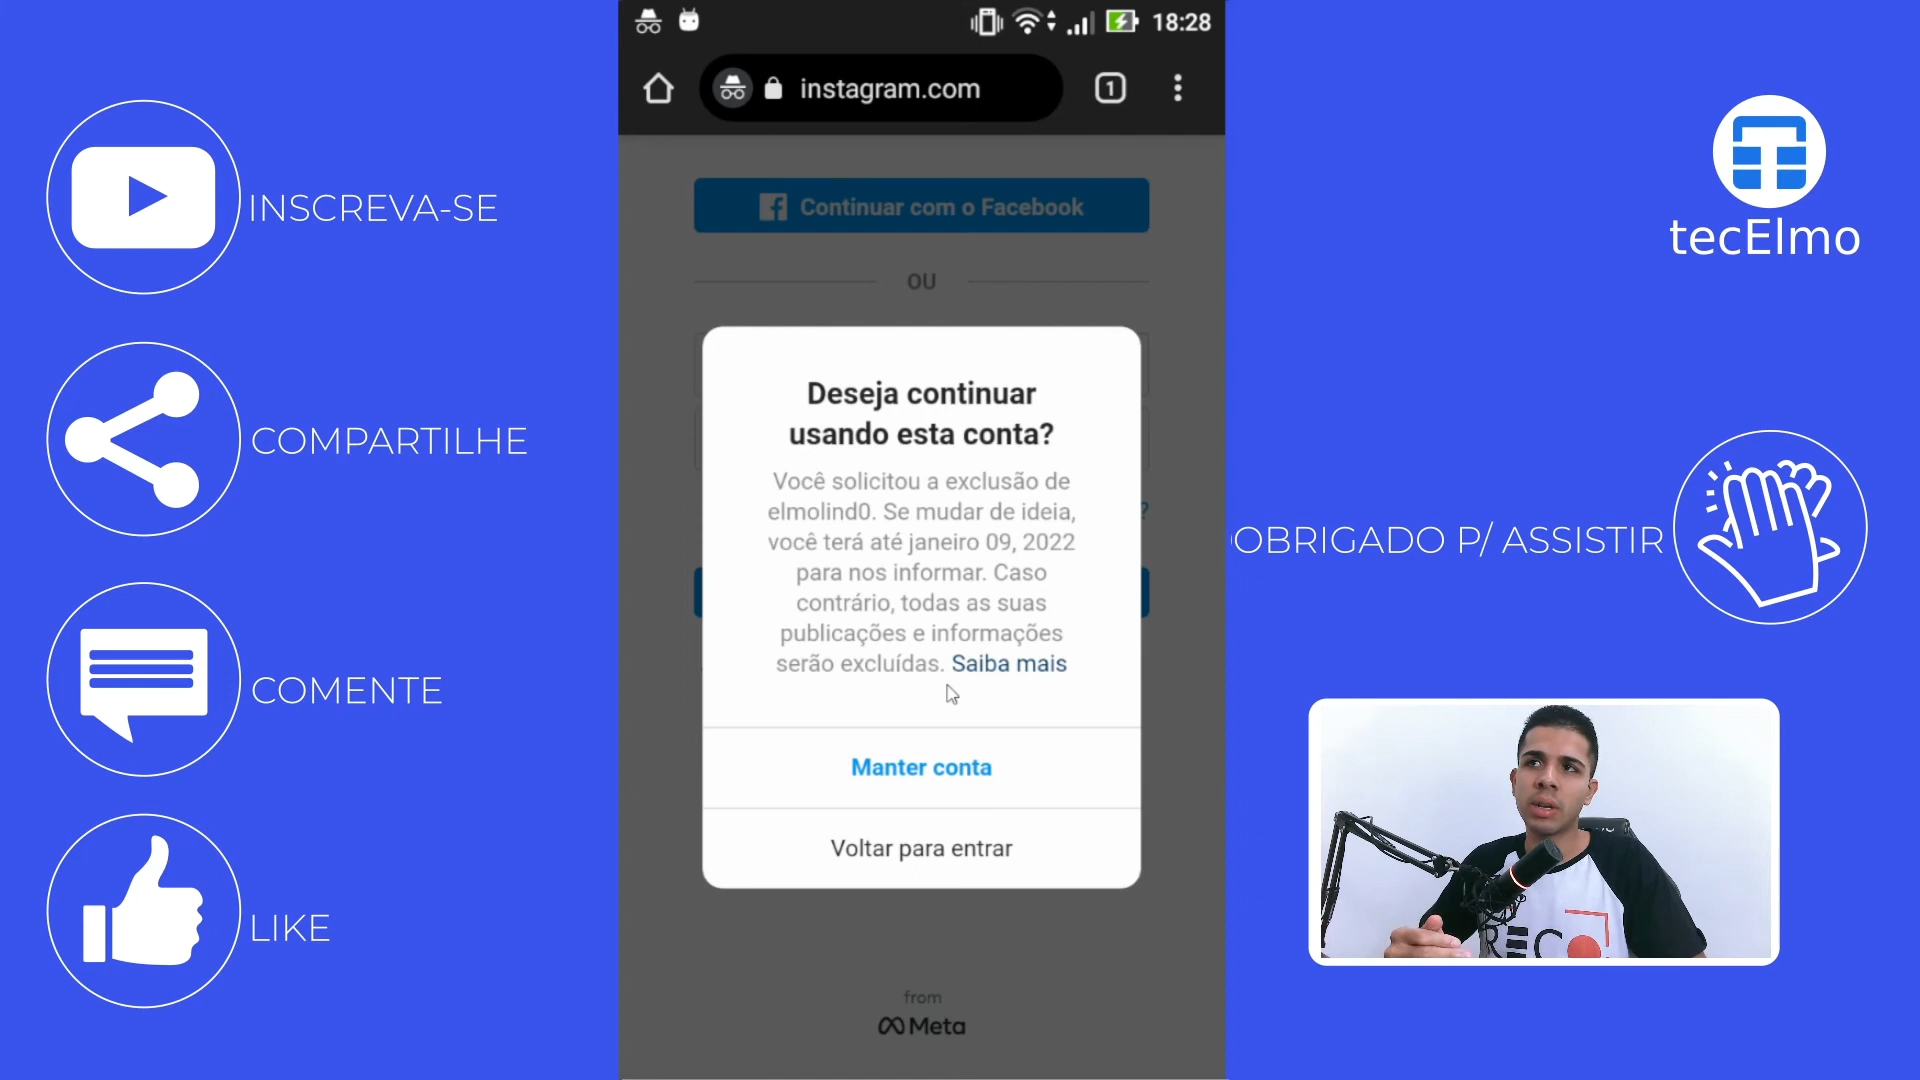 18:28
instagram.com
1
Continuar com o Facebook
OU
Deseja continuar
usando esta conta?
Você solicitou a exclusão de
elmolind0. Se mudar de ideia,
você terá até janeiro 09, 2022
para nos informar. Caso
contrário, todas as suas
publicações e informações
serão excluídas. Saiba mais
?
Manter conta
Voltar para entrar
from
Meta
INSCREVA-SE
COMPARTILHE
COMENTE
LIKE
tecElmo
OBRIGADO P/ ASSISTIR
REC